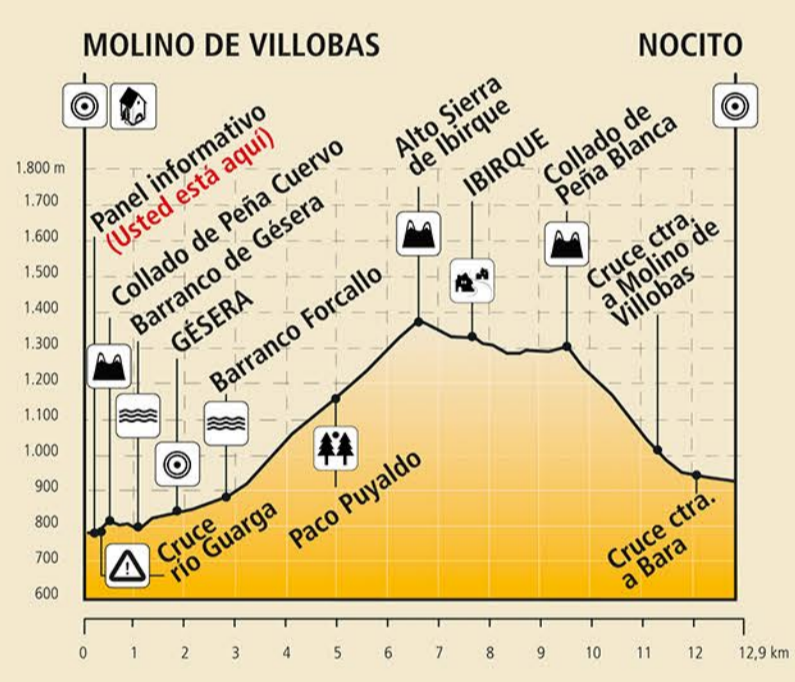 MOLINO DE VILLOBAS
NOCITO
Panel informativo
(Usted está aquí)
Collado de Peña Cuervo
Barranco de Gésera
GÉSERA
Barranco Forcallo
Alto Sierra
de Ibirque
IBIRQUE
Collado de
Peña Blanca
Cruce ctra.
a Molino de
Villobas
Cruce
río Guarga
Paco Puyaldo
Cruce ctra.
a Bara
1.800 m
1.700
1.600
1.500
1.400
1.300
1.200
1.100
1.000
900
800
700
600
0 1 2 3 4 5 6 7 8 9 10 11 12 12,9 km